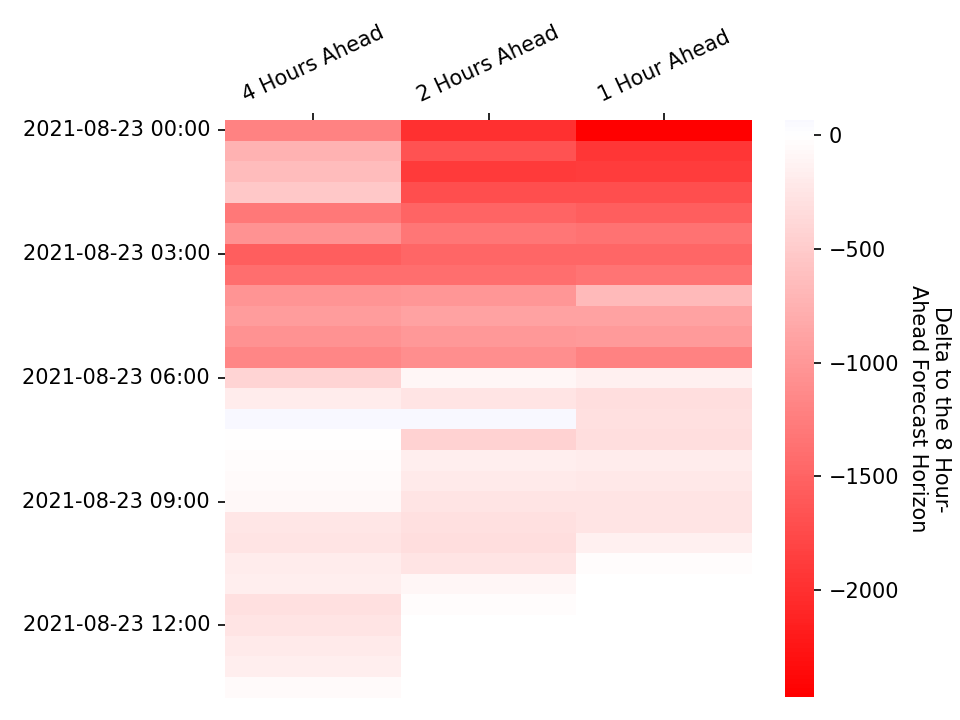 4 Hours Ahead
2 Hours Ahead
1 Hour Ahead
2021-08-23 00:00
2021-08-23 03:00
2021-08-23 06:00
2021-08-23 09:00
2021-08-23 12:00
0
−500
−1000
−1500
−2000
Delta to the 8 Hour-
Ahead Forecast Horizon